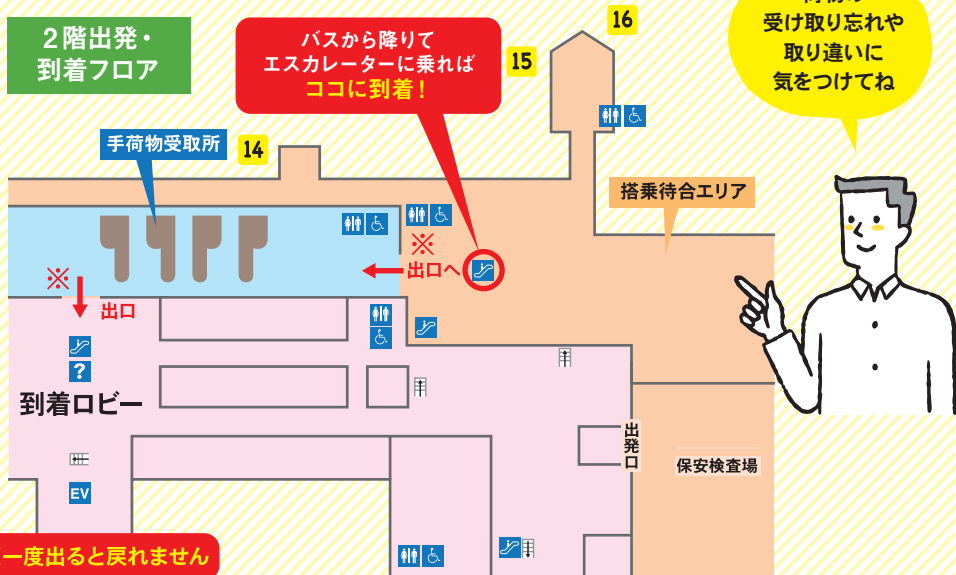 2階出発・
到着フロア
バスから降りて
エスカレーターに乗れば
ココに到着！
15
16
受け取り忘れや
取り違いに
気をつけてね
手荷物受取所
14
搭乗待合エリア
※
出口へ
※
出口
?
到着ロビー
出発口
保安検査場
EV
一度出ると戻れません